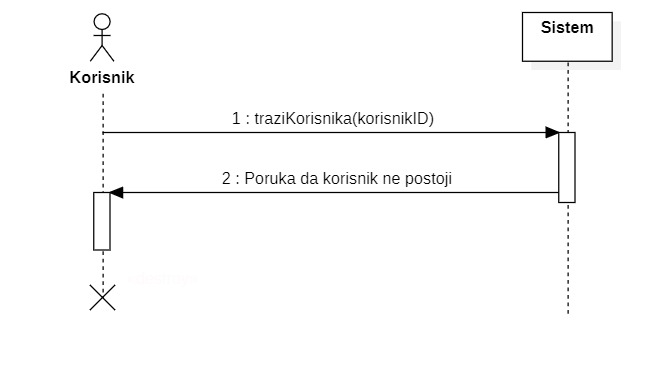 Sistem
Korisnik
1 : traziKorisnika(korisnikID)
2 : Poruka da korisnik ne postoji